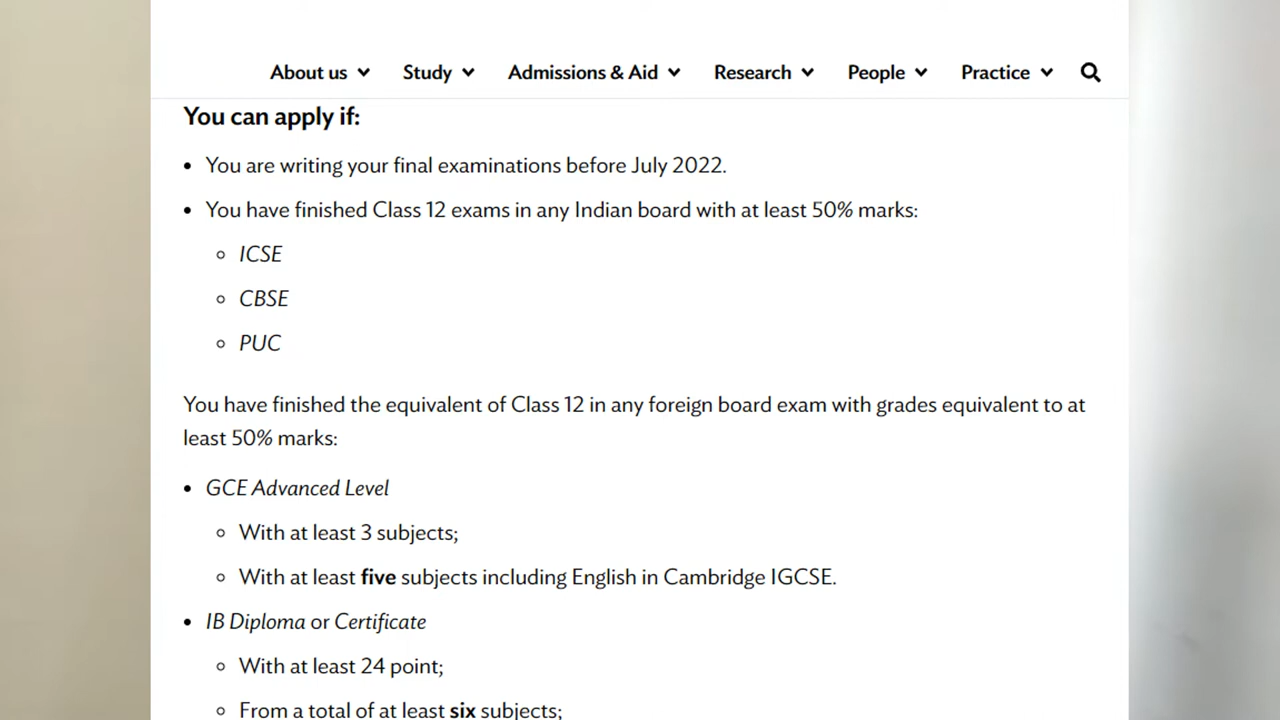 About us Study Admissions & Aid Research People Practice
You can apply if:
You are writing your final examinations before July 2022.
You have finished Class 12 exams in any Indian board with at least 50% marks:
ICSE
CBSE
PUC
You have finished the equivalent of Class 12 in any foreign board exam with grades equivalent to at
least 50% marks:
GCE Advanced Level
With at least 3 subjects;
With at least five subjects including English in Cambridge IGCSE.
IB Diploma or Certificate
With at least 24 point;
From a total of at least six subjects;